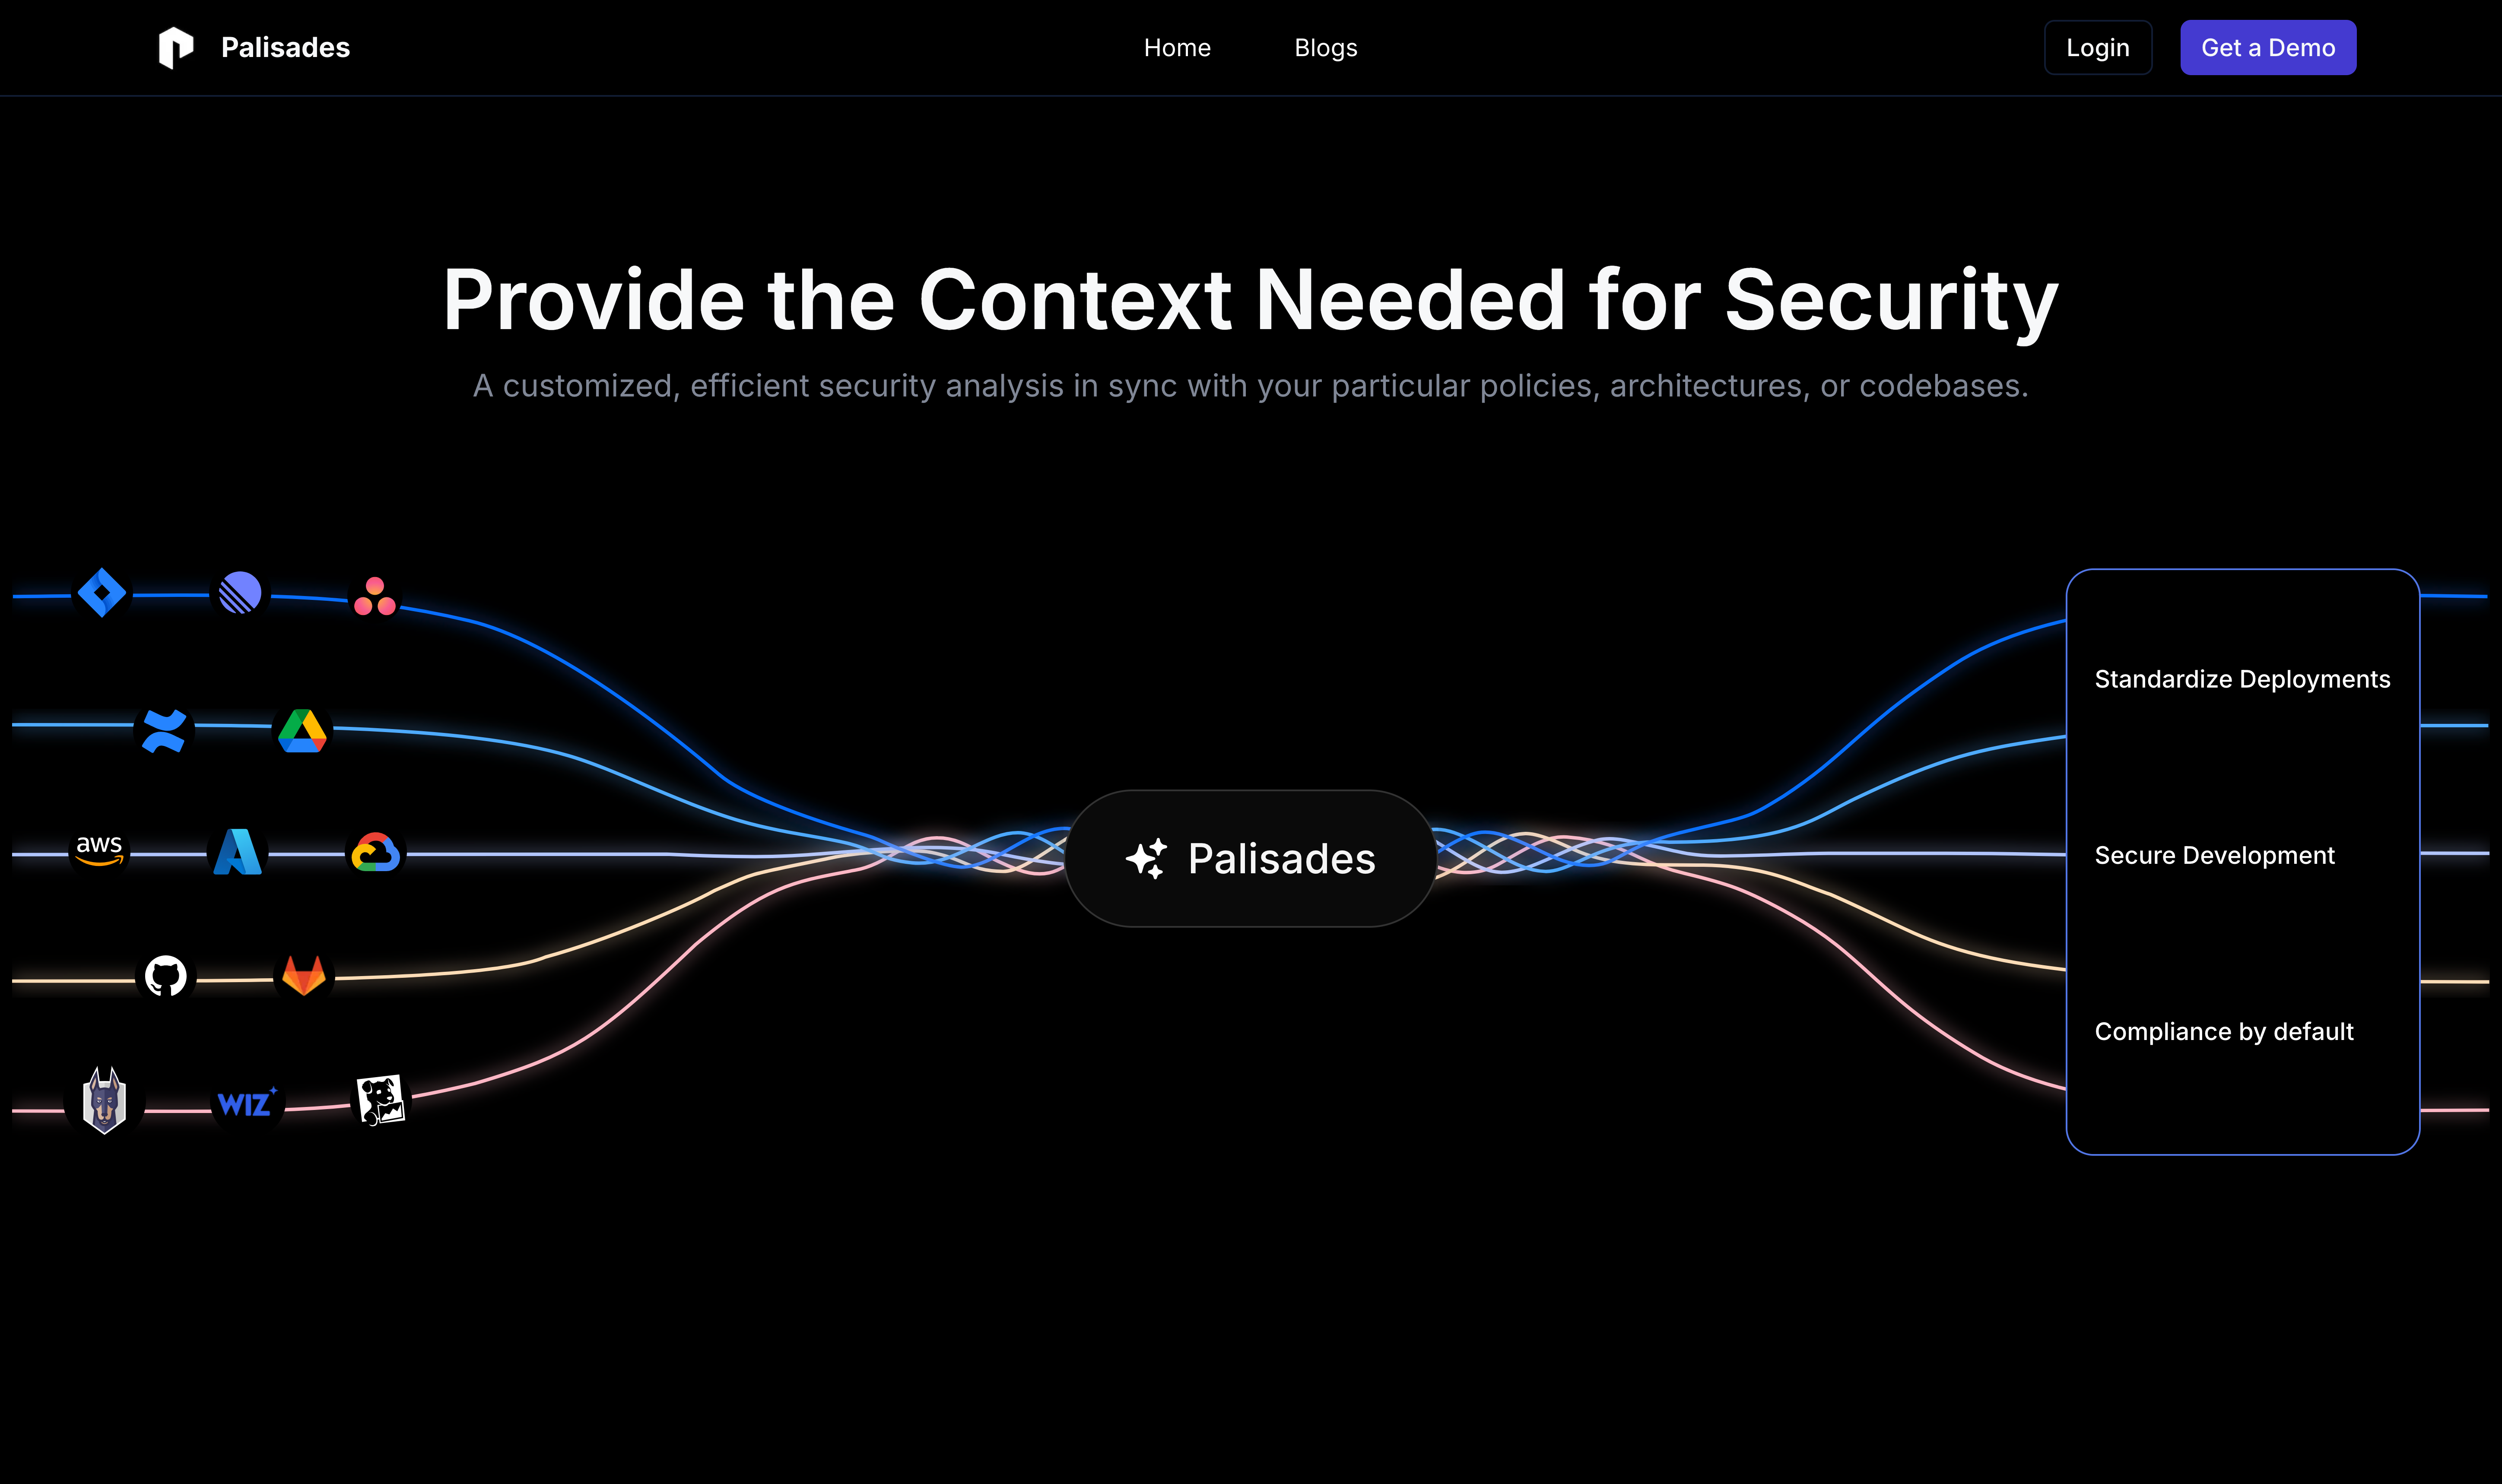 Palisades
Home
Blogs
Login
Get a Demo
Provide the Context Needed for Security
A customized, efficient security analysis in sync with your particular policies, architectures, or codebases.
Standardize Deployments
aws
Palisades
Secure Development
Compliance by default
WIZ